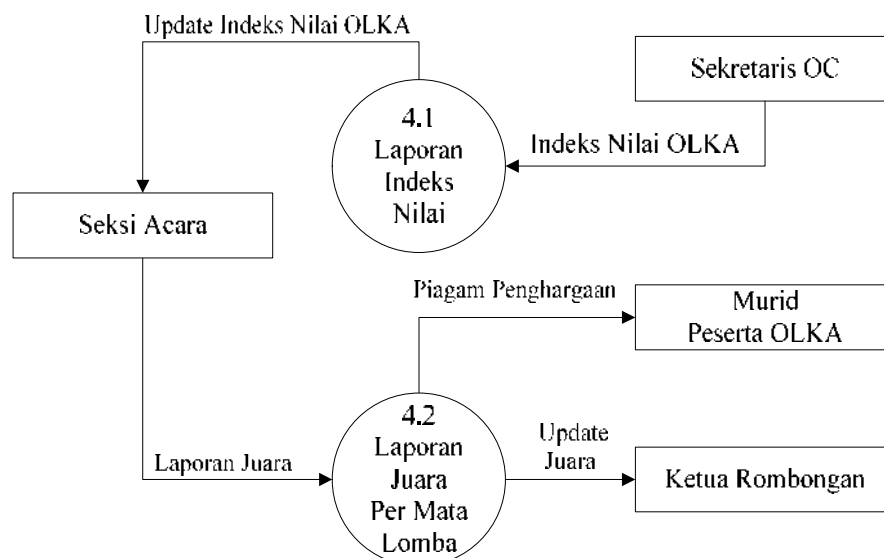 Update Indeks Nilai OLKA
Sekretaris OC
4.1
Laporan
Indeks
Nilai
Indeks Nilai OLKA
Seksi Acara
Piagam Penghargaan
Murid
Peserta OLKA
4.2
Laporan
Juara
Per Mata
Lomba
Laporan Juara
Update
Juara
Ketua Rombongan